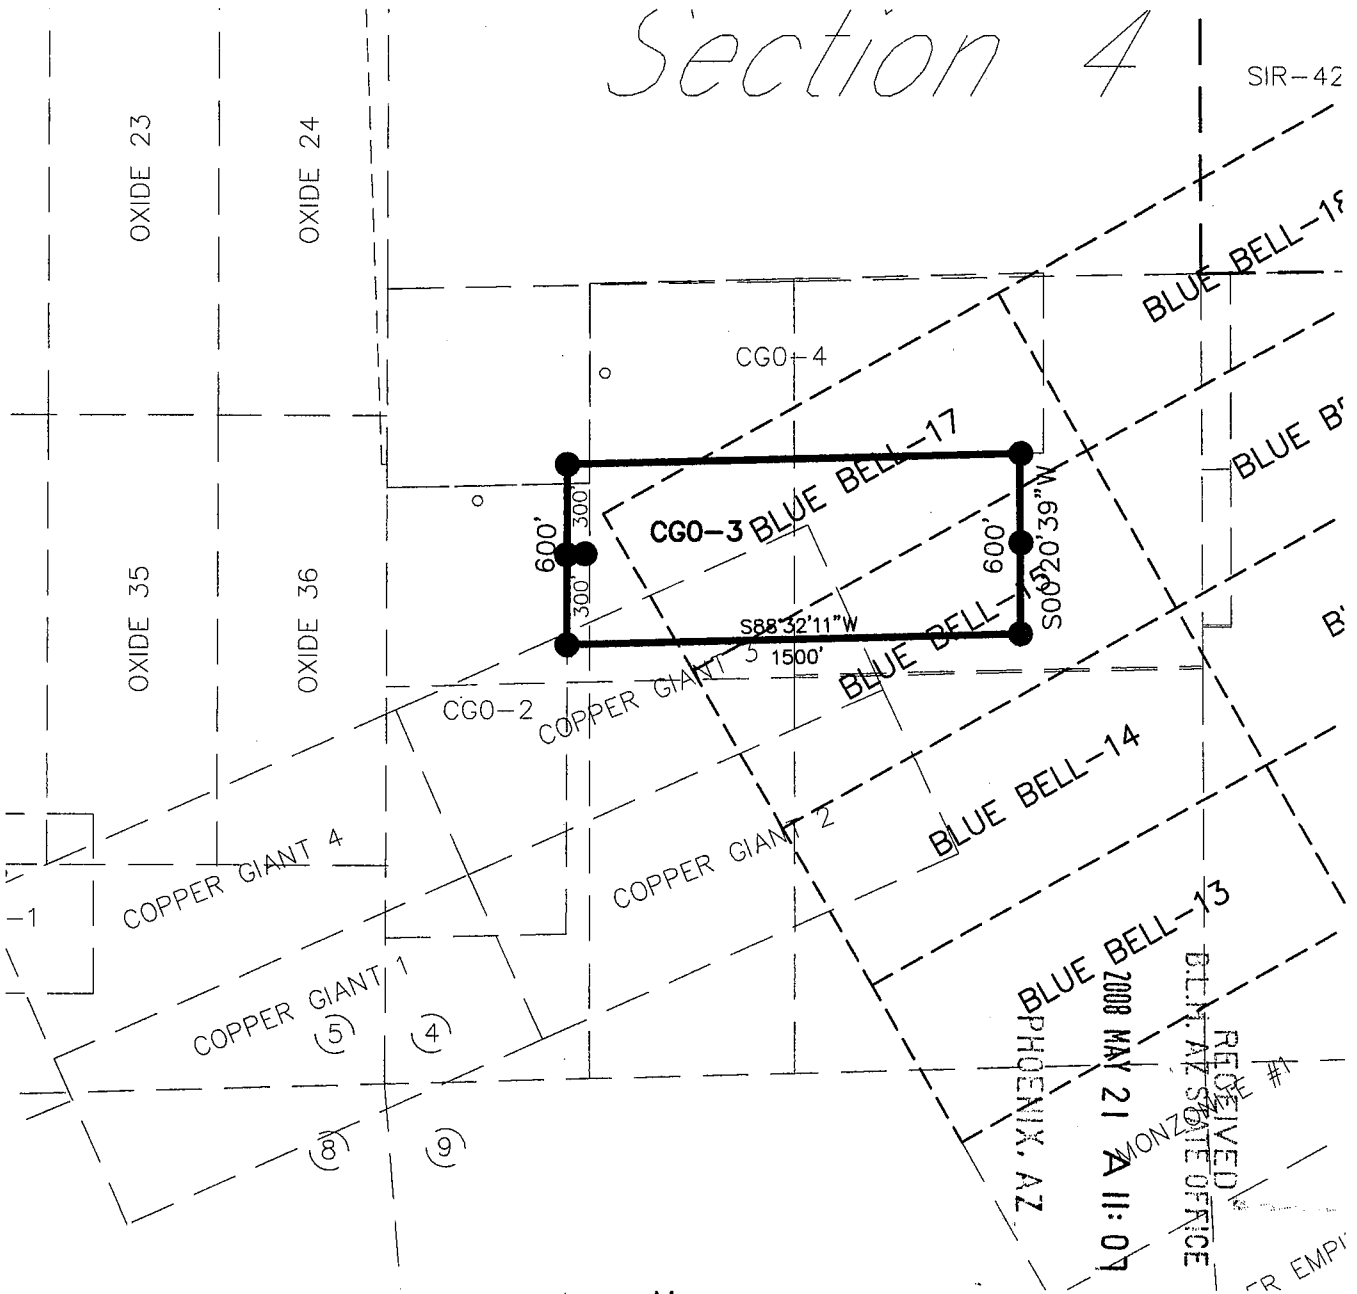 Section 4
SIR-42
OXIDE 23
OXIDE 24
BLUE BELL-18
CGO-4
BLUE BELL-17
CGO-3
300'
600'
300'
600'
S00°20'39"W
S88°32'11"W
1500'
BLUE BELL-15
OXIDE 35
OXIDE 36
CGO-2
COPPER GIANT 5
BLUE BELL-14
COPPER GIANT 4
COPPER GIANT 2
-1
BLUE BELL-13
COPPER GIANT 1
5
4
8
9
MONZONITE #1
RECEIVED
B.L.M. AZ STATE OFFICE
2008 MAY 21 A 11: 07
PHOENIX, AZ